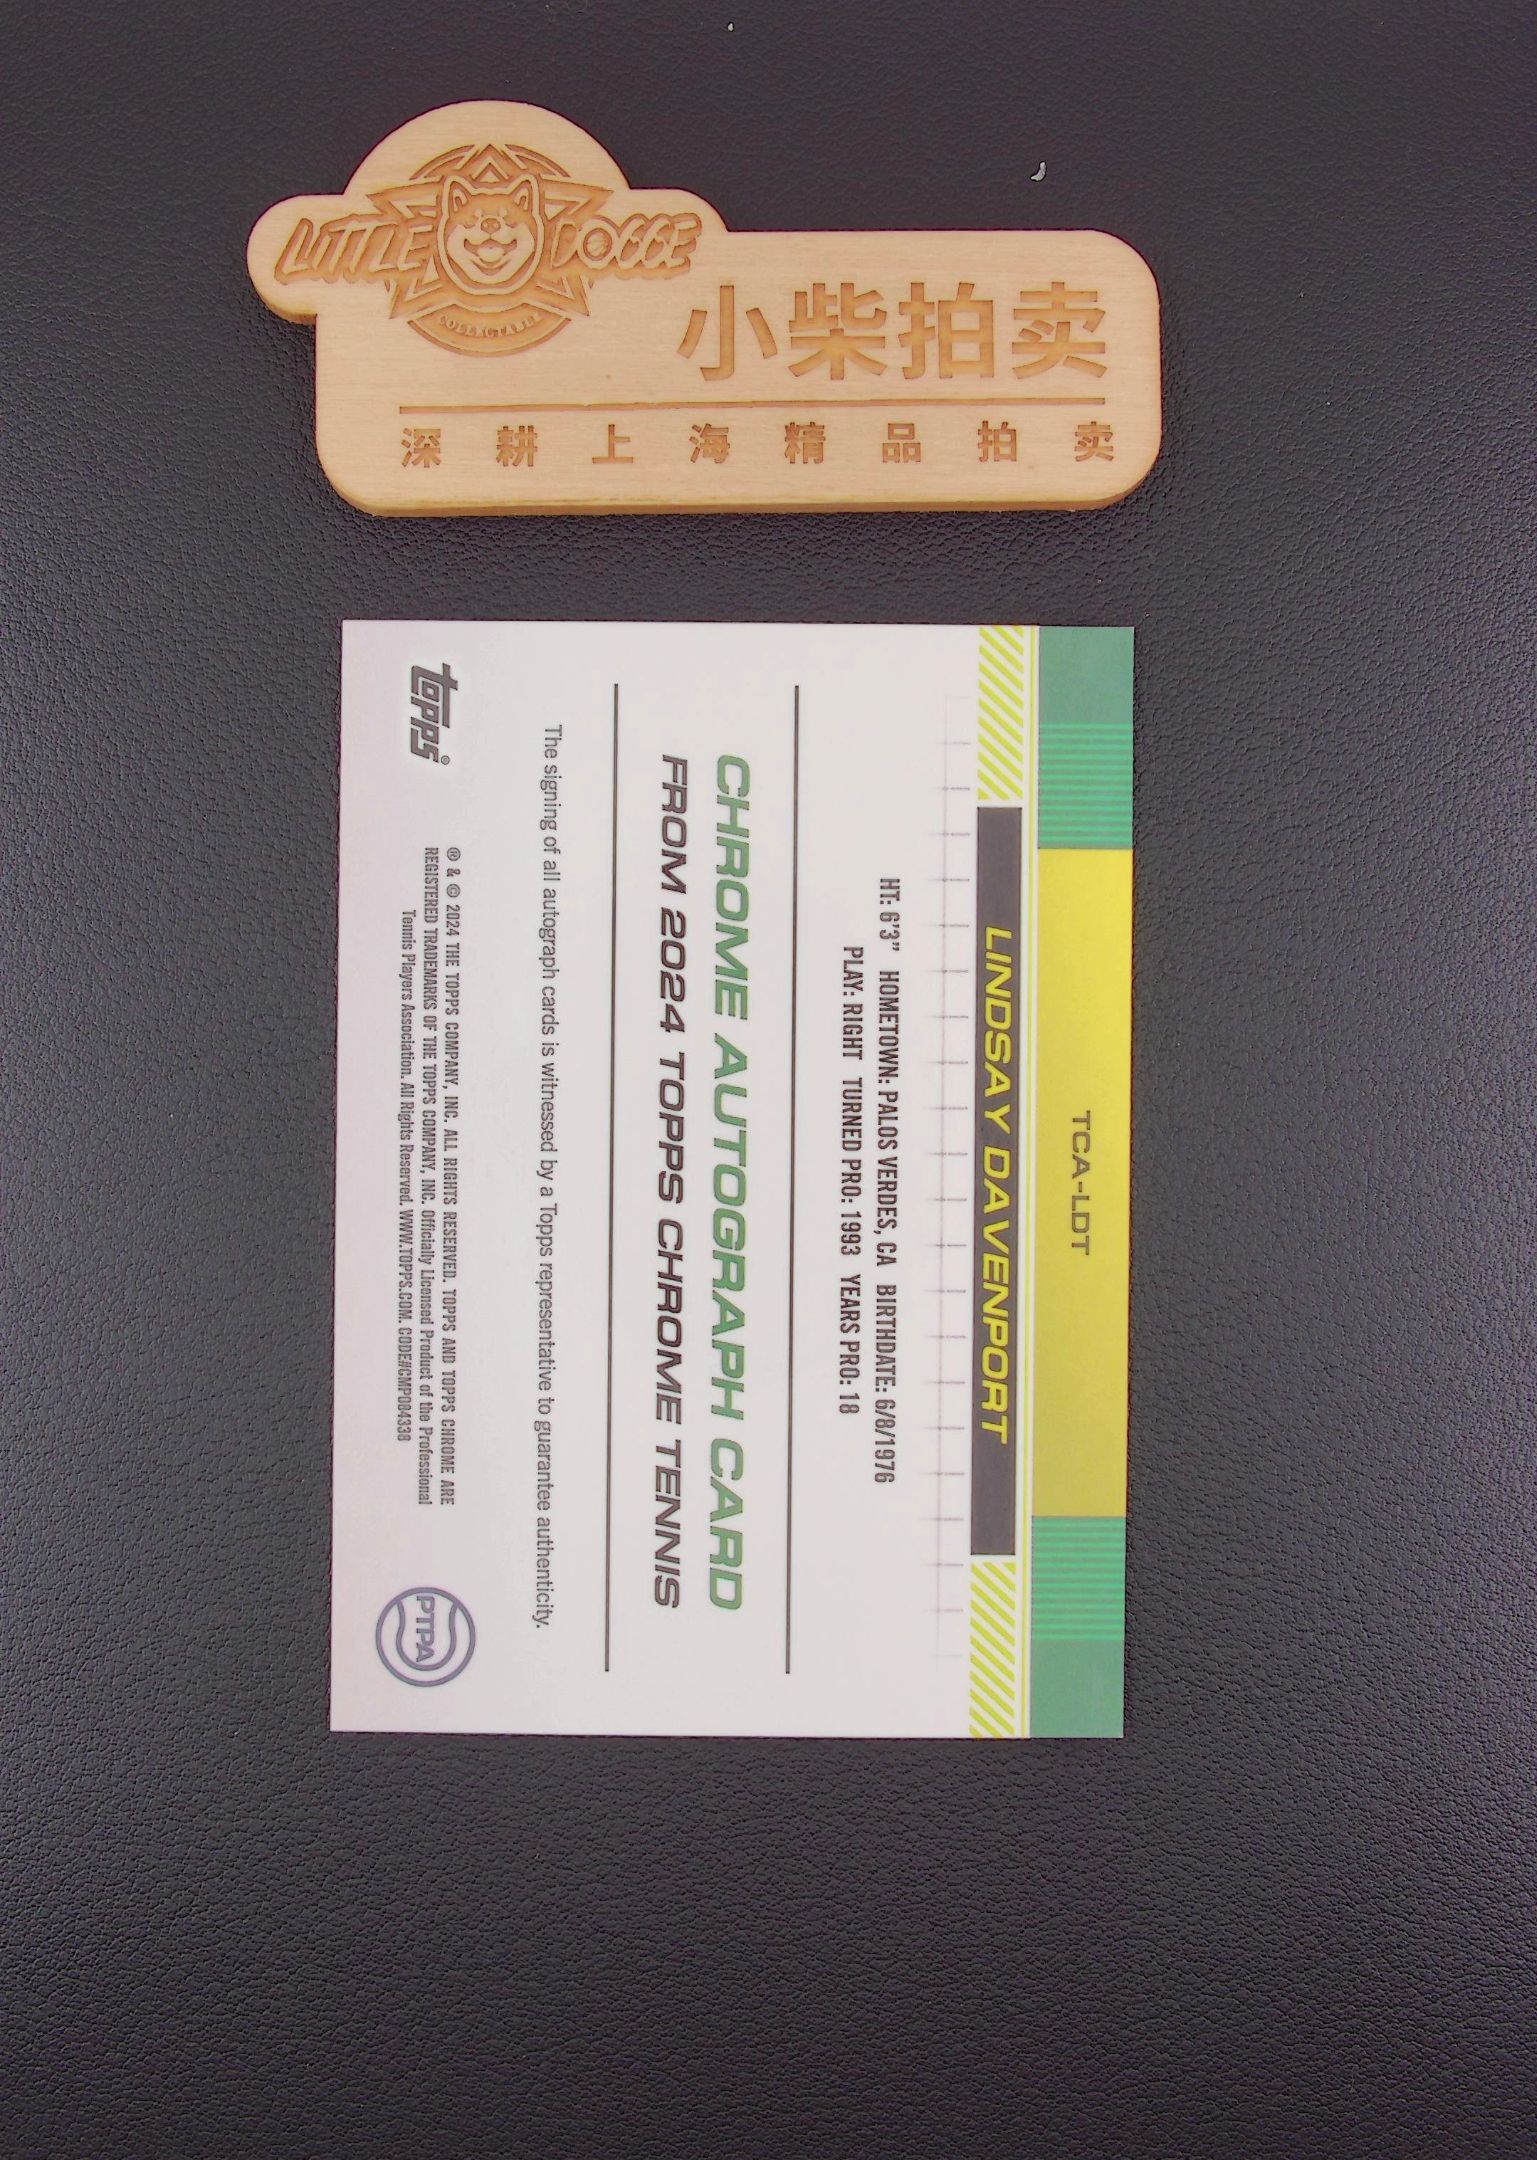 LITTLE DOGGE
COLLECTABLE
小柴拍卖
深耕上海精品拍卖
TCA-LDT
LINDSAY DAVENPORT
HT: 6'3" HOMETOWN: PALOS VERDES, CA BIRTHDATE: 6/8/1976
PLAY: RIGHT TURNED PRO: 1993 YEARS PRO: 18
CHROME AUTOGRAPH CARD
FROM 2024 TOPPS CHROME TENNIS
The signing of all autograph cards is witnessed by a Topps representative to guarantee authenticity.
topps®
® & © 2024 THE TOPPS COMPANY, INC. ALL RIGHTS RESERVED. TOPPS AND TOPPS CHROME ARE
REGISTERED TRADEMARKS OF THE TOPPS COMPANY, INC. Officially Licensed Product of the Professional
Tennis Players Association. All Rights Reserved. WWW.TOPPS.COM. CODE#CMP084338
PTPA